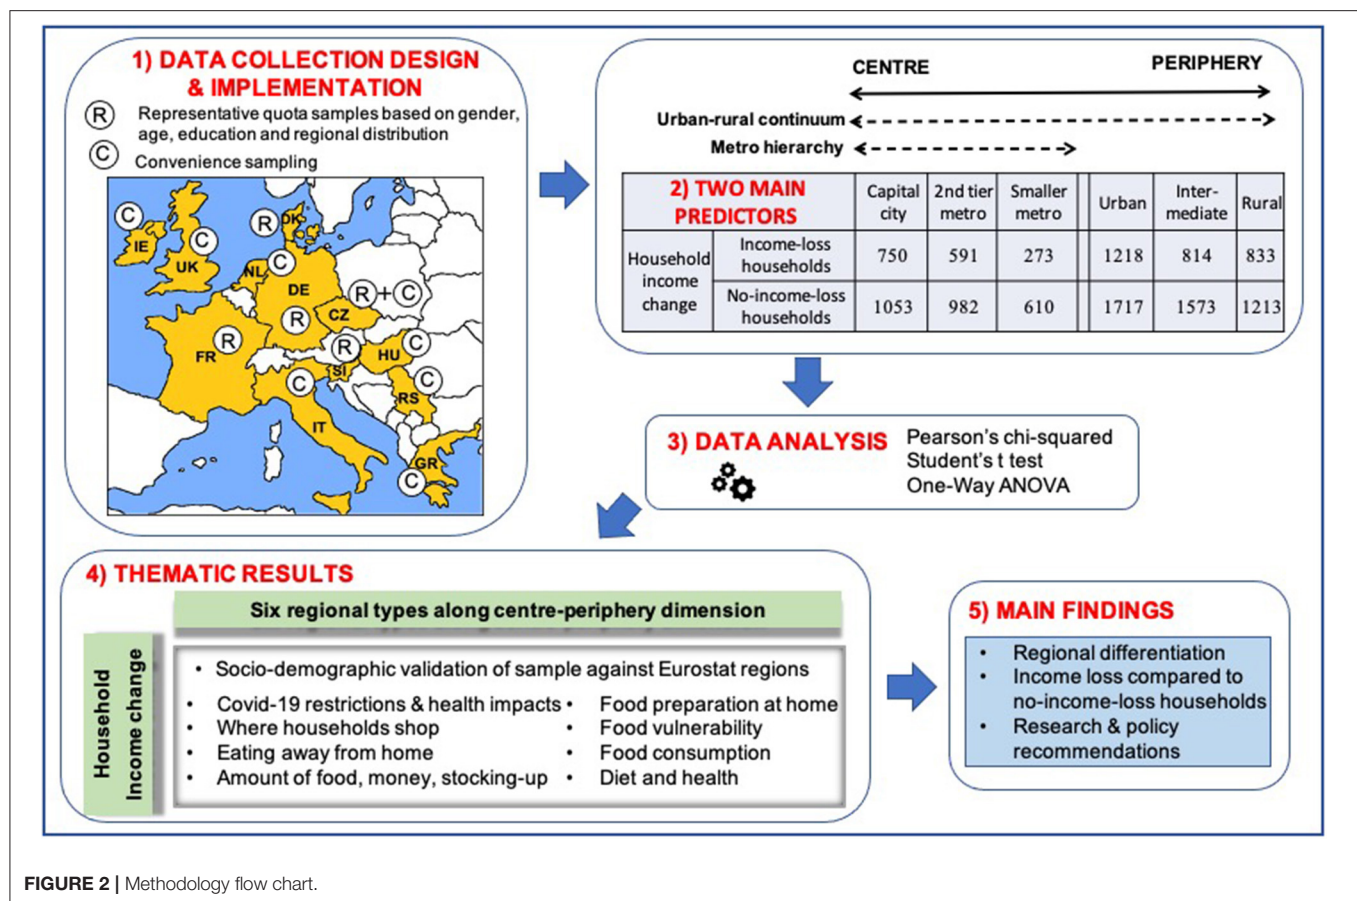 1) DATA COLLECTION DESIGN
& IMPLEMENTATION
R Representative quota samples based on gender,
age, education and regional distribution
C Convenience sampling
C
IE
C
UK
R
DK
NL
C
DE
R
R+C
CZ
FR
R
R
SI
HU
C
C
RS
C
IT
GR
C
CENTRE
PERIPHERY
Urban-rural continuum
Metro hierarchy
2) TWO MAIN
PREDICTORS
Capital
city
2nd tier
metro
Smaller
metro
Urban
Inter-
mediate
Rural
Household
income
change
Income-loss
households
750 591 273 1218 814 833
No-income-loss
households
1053 982 610 1717 1573 1213
3) DATA ANALYSIS
Pearson's chi-squared
Student's t test
One-Way ANOVA
4) THEMATIC RESULTS
Six regional types along centre-periphery dimension
Household
Income change
• Socio-demographic validation of sample against Eurostat regions
• Covid-19 restrictions & health impacts
• Where households shop
• Eating away from home
• Amount of food, money, stocking-up
• Food preparation at home
• Food vulnerability
• Food consumption
• Diet and health
5) MAIN FINDINGS
• Regional differentiation
• Income loss compared to
no-income-loss households
• Research & policy
recommendations
FIGURE 2 | Methodology flow chart.